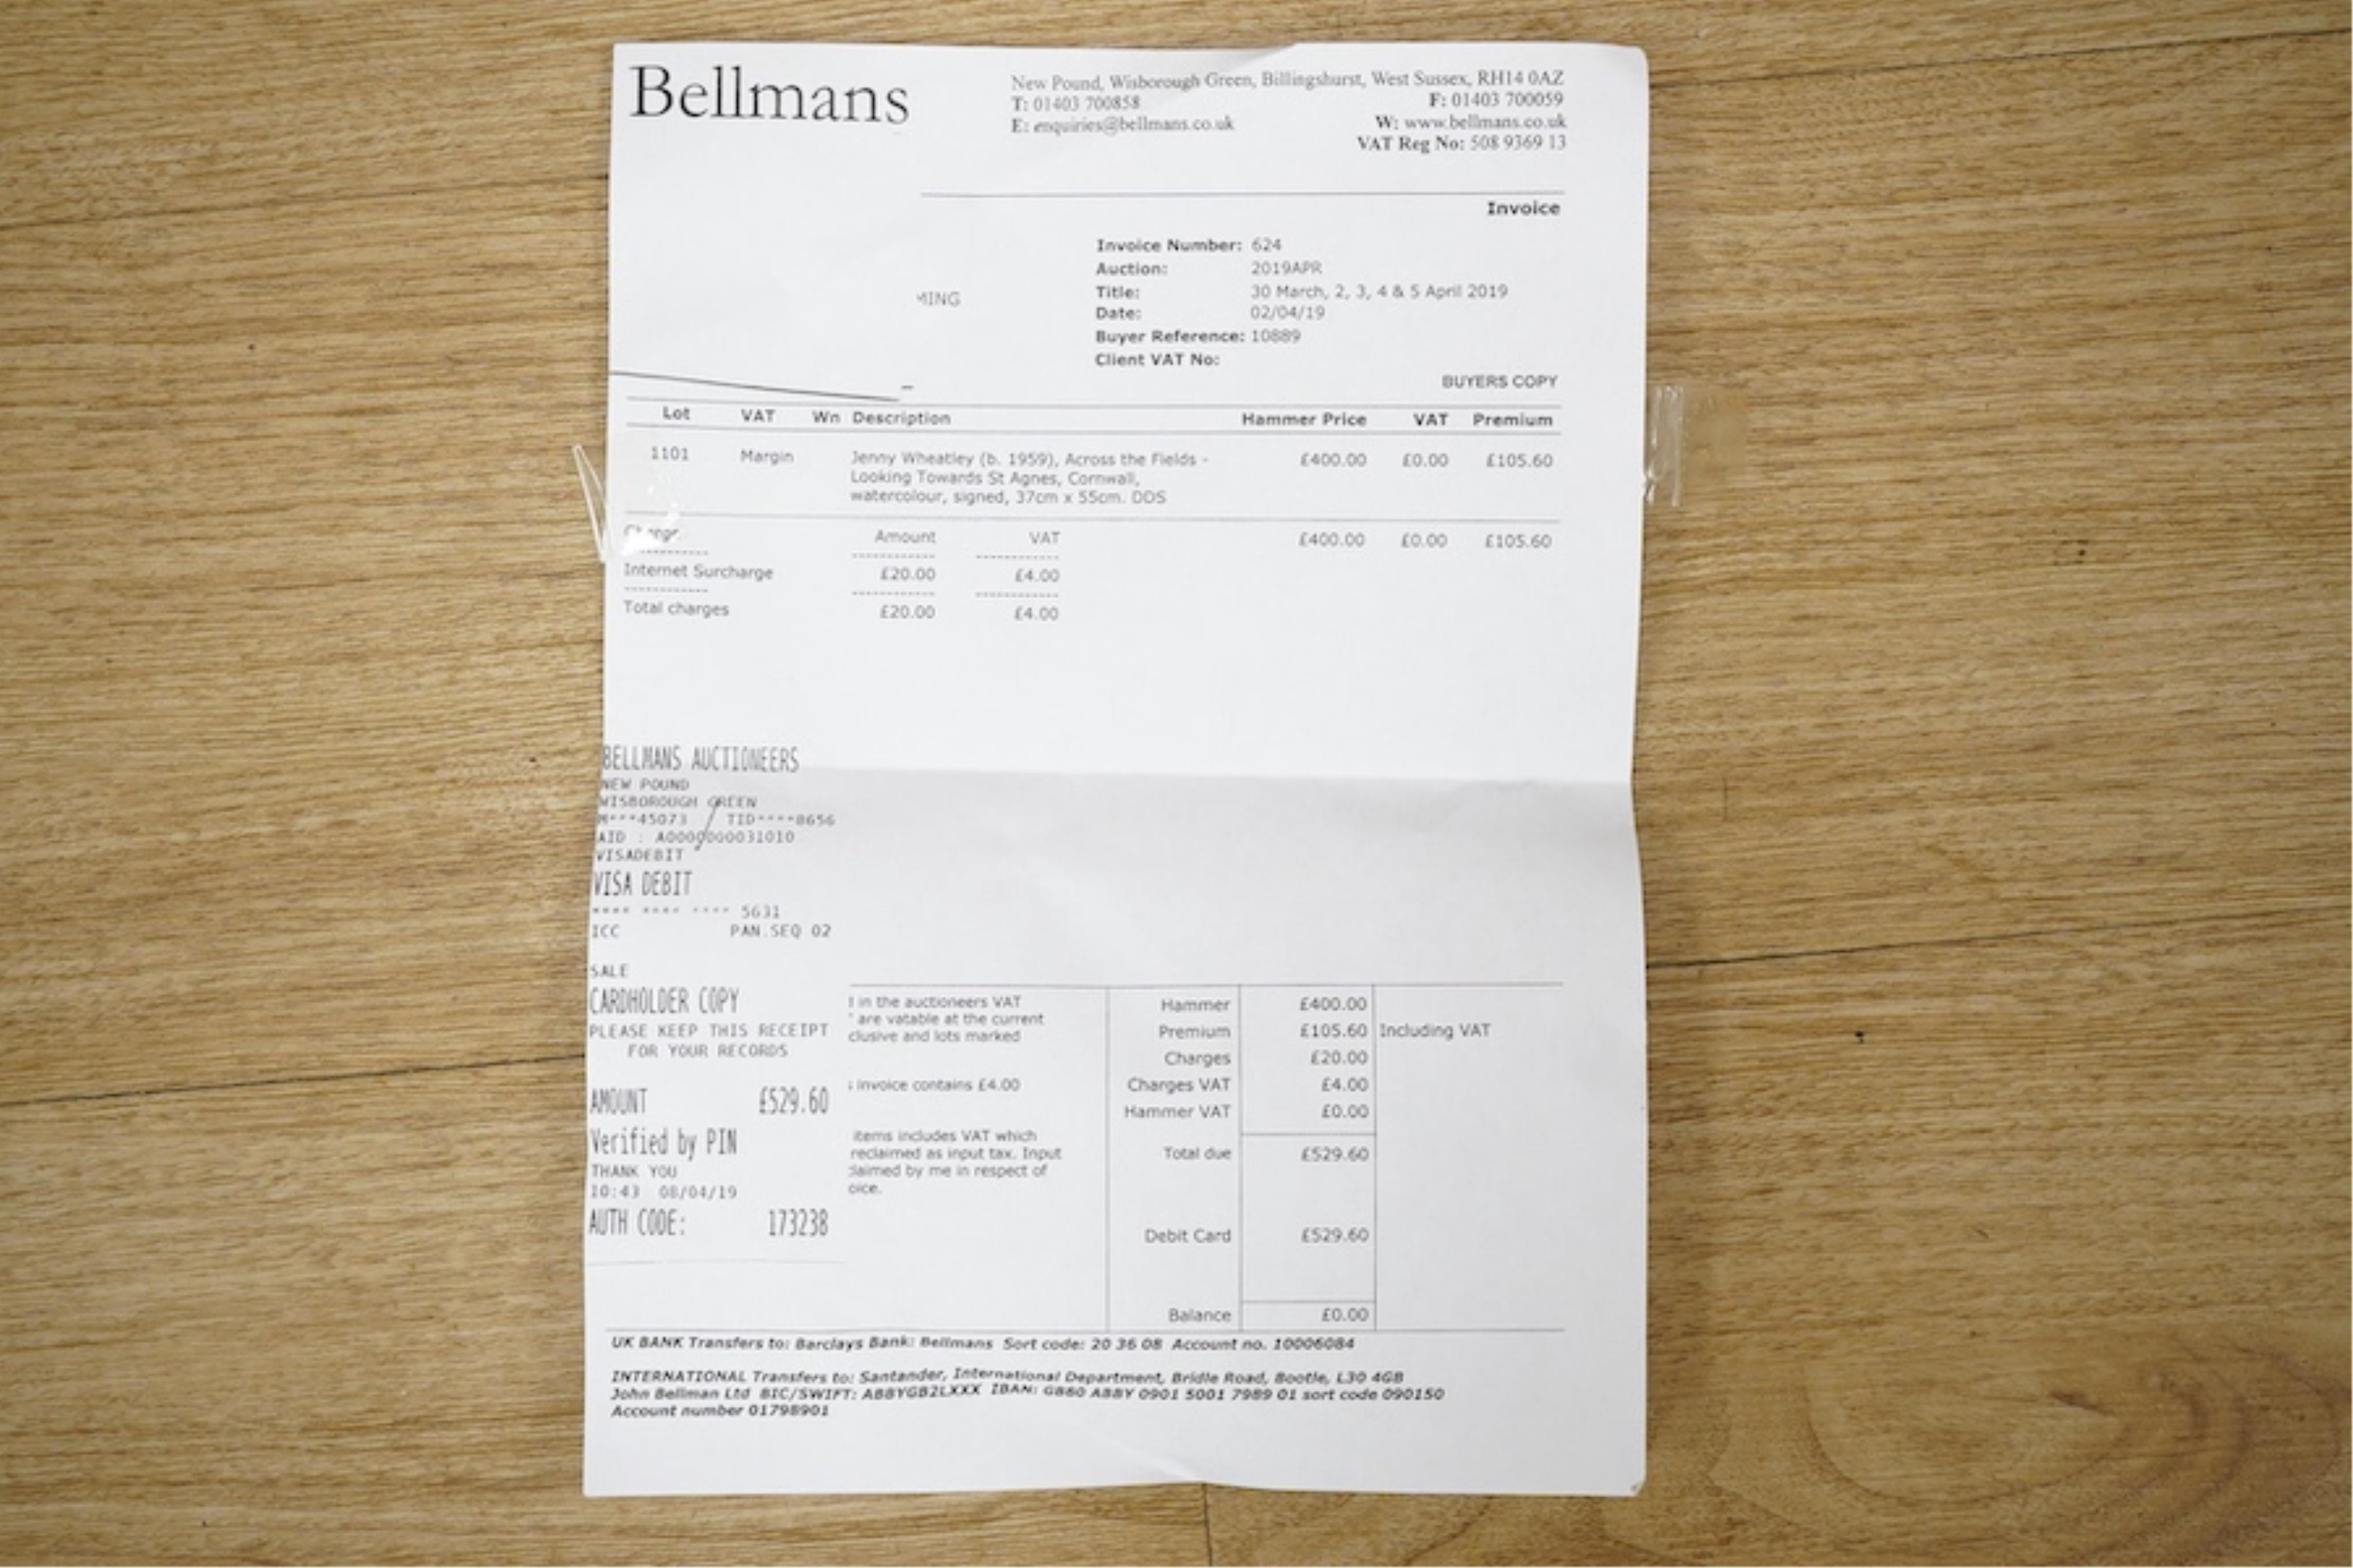 Bellmans
New Pound, Wisborough Green, Billingshurst, West Sussex, RH14 0AZ
T: 01403 700858 F: 01403 700059
E: enquiries@bellmans.co.uk W: www.bellmans.co.uk
VAT Reg No: 508 9369 13
Invoice
Invoice Number: 624
Auction: 2019APR
MING
Title: 30 March, 2, 3, 4 & 5 April 2019
Date: 02/04/19
Buyer Reference: 10889
Client VAT No:
BUYERS COPY
Lot VAT Wn Description Hammer Price VAT Premium
1101 Margin Jenny Wheatley (b. 1959), Across the Fields - £400.00 £0.00 £105.60
Looking Towards St Agnes, Cornwall,
watercolour, signed, 37cm x 55cm. DDS
Amount VAT £400.00 £0.00 £105.60
Internet Surcharge £20.00 £4.00
Total charges £20.00 £4.00
BELLMANS AUCTIONEERS
NEW POUND
WISBOROUGH GREEN
M***45073 TID****8656
AID : A0000000031010
VISADEBIT
VISA DEBIT
**** **** **** 5631
ICC PAN.SEQ 02
SALE
CARDHOLDER COPY
PLEASE KEEP THIS RECEIPT
FOR YOUR RECORDS
AMOUNT £529.60
Verified by PIN
THANK YOU
10:43 08/04/19
AUTH CODE: 173238
in the auctioneers VAT
are vatable at the current
clusive and lots marked
invoice contains £4.00
items includes VAT which
reclaimed as input tax. Input
laimed by me in respect of
oice.
Hammer £400.00
Premium £105.60 Including VAT
Charges £20.00
Charges VAT £4.00
Hammer VAT £0.00
Total due £529.60
Debit Card £529.60
Balance £0.00
UK BANK Transfers to: Barclays Bank: Bellmans Sort code: 20 36 08 Account no. 10006084
INTERNATIONAL Transfers to: Santander, International Department, Bridle Road, Bootle, L30 4GB
John Bellman Ltd BIC/SWIFT: ABBYGB2LXXX IBAN: GB60 ABBY 0901 5001 7989 01 sort code 090150
Account number 01798901